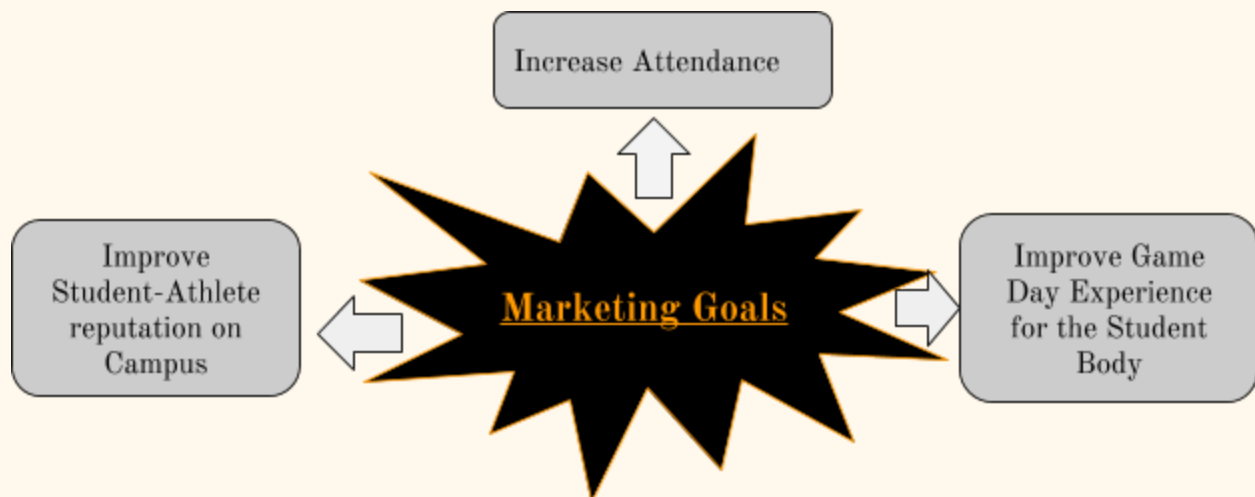 Increase Attendance
Improve
Student-Athlete
reputation on
Campus
Marketing Goals
Improve Game
Day Experience
for the Student
Body